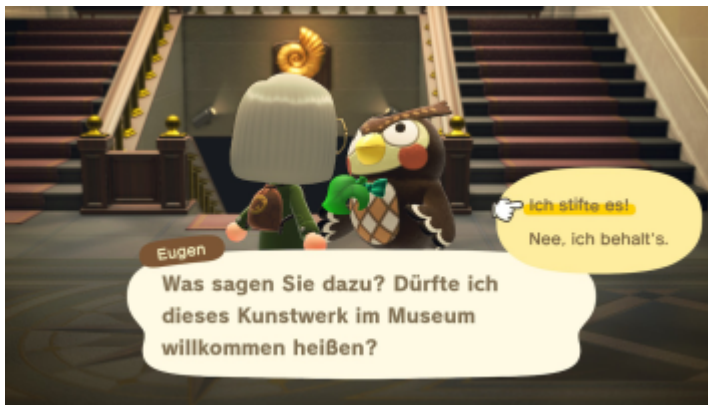 Ich stifte es!
Nee, ich behalt's.
Eugen
Was sagen Sie dazu? Dürfte ich
dieses Kunstwerk im Museum
willkommen heißen?